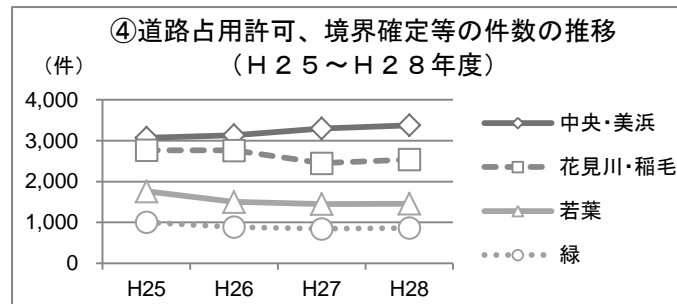 ④道路占用許可、境界確定等の件数の推移
(件)
(H25~H28年度)
4,000
3,000
2,000
1,000
0
H25
H26
H27
H28
中央・美浜
花見川・稲毛
若葉
緑